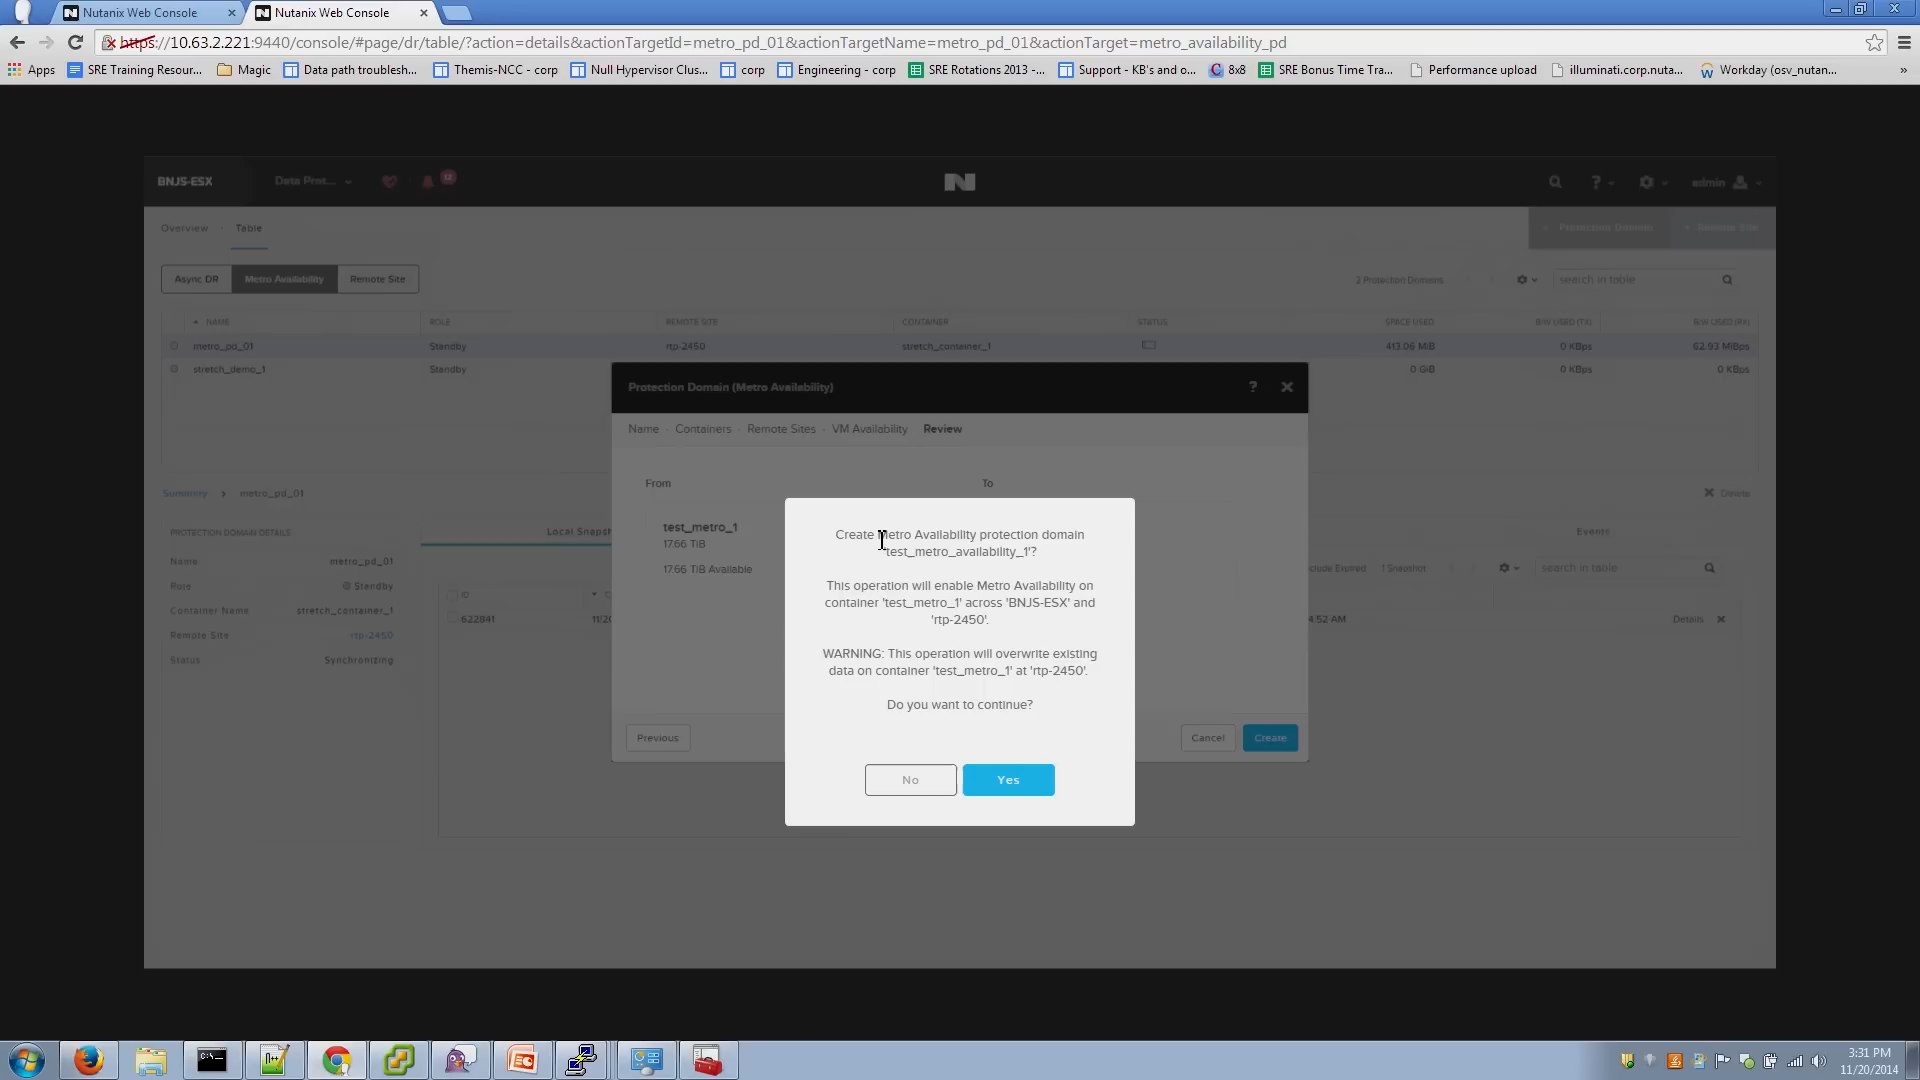 Nutanix Web Console
Nutanix Web Console
https://10.63.2.221:9440/console/#page/dr/table/?action=details&actionTargetId=metro_pd_01&actionTargetName=metro_pd_01&actionTarget=metro_availability_pd
Apps SRE Training Resour... Magic Data path troublesh... Themis-NCC - corp Null Hypervisor Clus... corp Engineering - corp SRE Rotations 2013 -... Support - KB's and o... 8x8 SRE Bonus Time Tra... Performance upload illuminati.corp.nuta... Workday (osv_nutan... »
BNJS-ESX Data Prot... 12 ? admin
Overview · Table Protection Domain Remote Site
Async DR Metro Availability Remote Site 2 Protection Domains search in table
NAME ROLE REMOTE SITE CONTAINER STATUS SPACE USED B/W USED (TX) B/W USED (RX)
metro_pd_01 Standby rtp-2450 stretch_container_1 413.06 MiB 0 KBps 62.93 MiBps
stretch_demo_1 Standby 0 GiB 0 KBps 0 KBps
Protection Domain (Metro Availability) ?
Name · Containers · Remote Sites · VM Availability Review
From To
test_metro_1
17.66 TiB
17.66 TiB Available
Previous Cancel Create
Create Metro Availability protection domain
'test_metro_availability_1'?
This operation will enable Metro Availability on
container 'test_metro_1' across 'BNJS-ESX' and
'rtp-2450'.
WARNING: This operation will overwrite existing
data on container 'test_metro_1' at 'rtp-2450'.
Do you want to continue?
No Yes
Summary > metro_pd_01 Delete
PROTECTION DOMAIN DETAILS Local Snapsh Events
Name metro_pd_01
Role Standby
Container Name stretch_container_1
Remote Site rtp-2450
Status Synchronizing
clude Expired 1 Snapshot search in table
ID
622841 11/20 4:52 AM Details
3:31 PM
11/20/2014